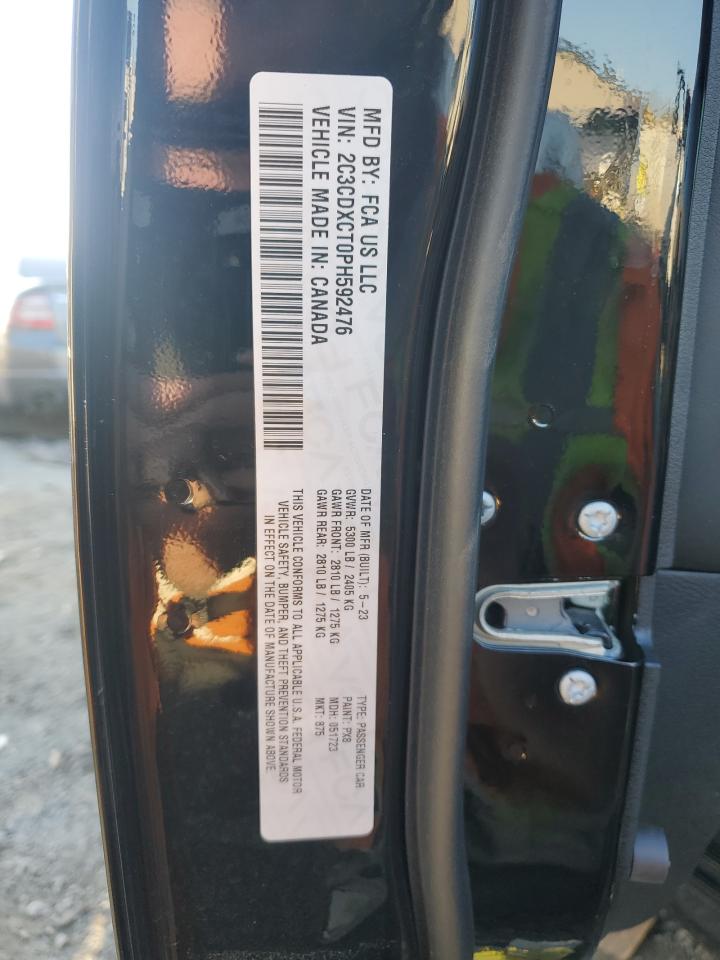 MFD BY: FCA US LLC
VIN: 2C3CDXCT0PH592476
VEHICLE MADE IN: CANADA
DATE OF MFR (BUILT): 5-23
GVWR: 5300 LB / 2405 KG
GAWR FRONT: 2810 LB / 1275 KG
GAWR REAR: 2810 LB / 1275 KG
THIS VEHICLE CONFORMS TO ALL APPLICABLE U.S.A. FEDERAL MOTOR
VEHICLE SAFETY, BUMPER, AND THEFT PREVENTION STANDARDS
IN EFFECT ON THE DATE OF MANUFACTURE SHOWN ABOVE.
TYPE: PASSENGER CAR
PAINT: PX8
MDH: 051723
MKT: 875